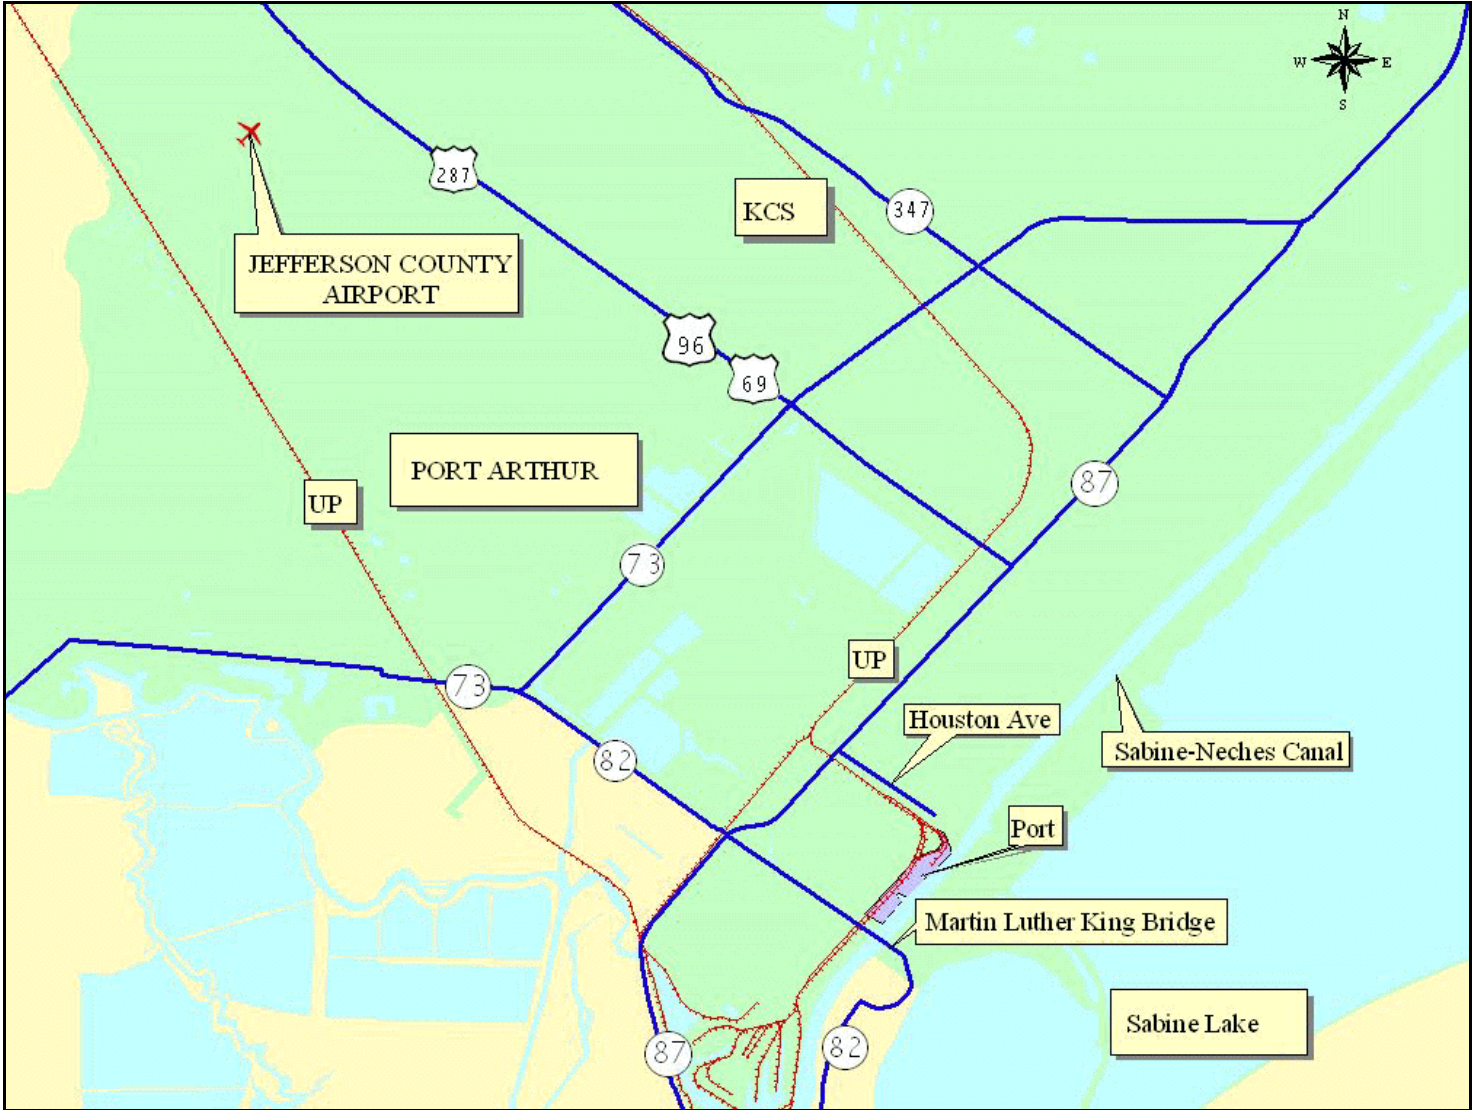 N
W E
S
287
KCS
347
JEFFERSON COUNTY
AIRPORT
96
69
PORT ARTHUR
87
UP
73
UP
73
Houston Ave
Sabine-Neches Canal
82
Port
Martin Luther King Bridge
Sabine Lake
87
82